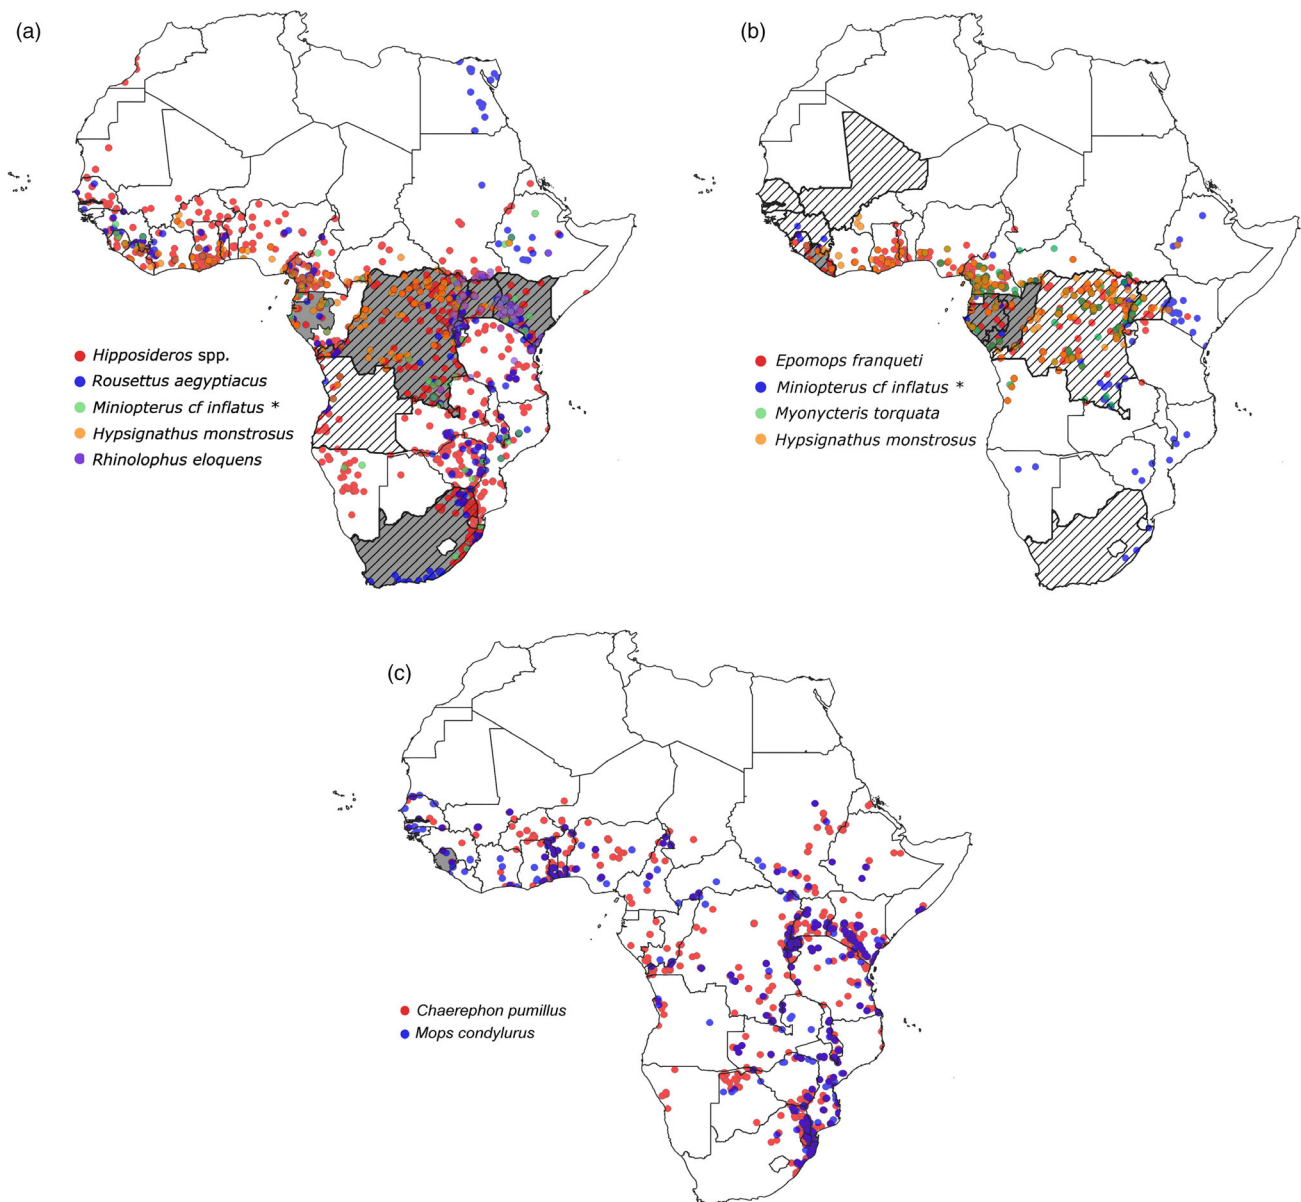 (a)
Hipposideros spp.
Rousettus aegyptiacus
Miniopterus cf inflatus *
Hypsignathus monstrosus
Rhinolophus eloquens
(b)
Epomops franqueti
Miniopterus cf inflatus *
Myonycteris torquata
Hypsignathus monstrosus
(c)
Chaerephon pumillus
Mops condylurus